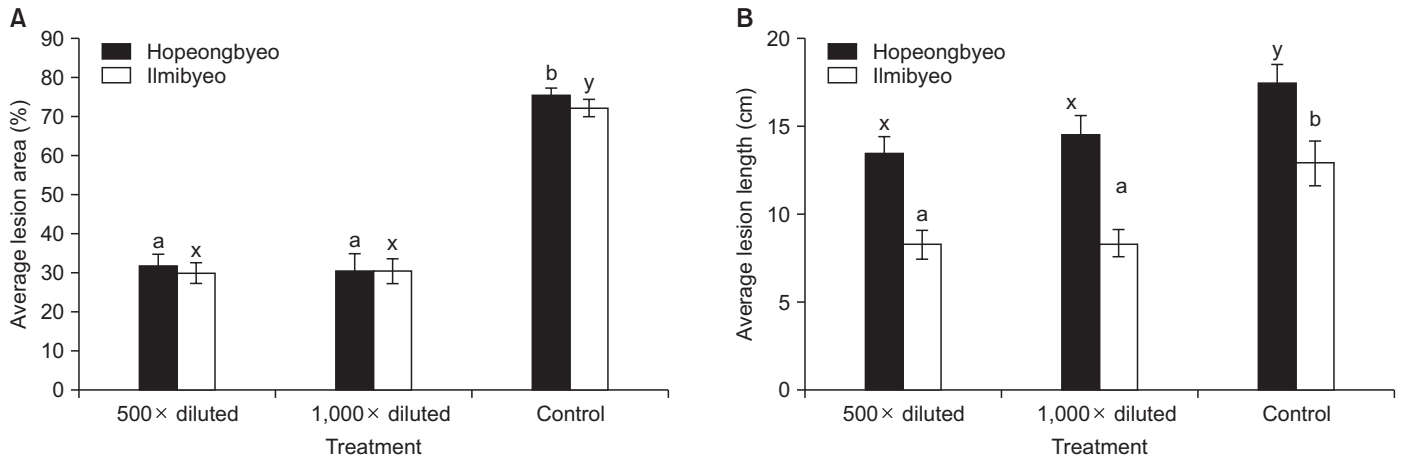 A
90
80
70
60
50
40
30
20
10
0
Average lesion area (%)
Hopeongbyeo
Ilmibyeo
a
x
a
x
b
y
500× diluted
1,000× diluted
Control
Treatment
B
20
15
10
5
0
Average lesion length (cm)
Hopeongbyeo
Ilmibyeo
x
a
x
a
y
b
500× diluted
1,000× diluted
Control
Treatment